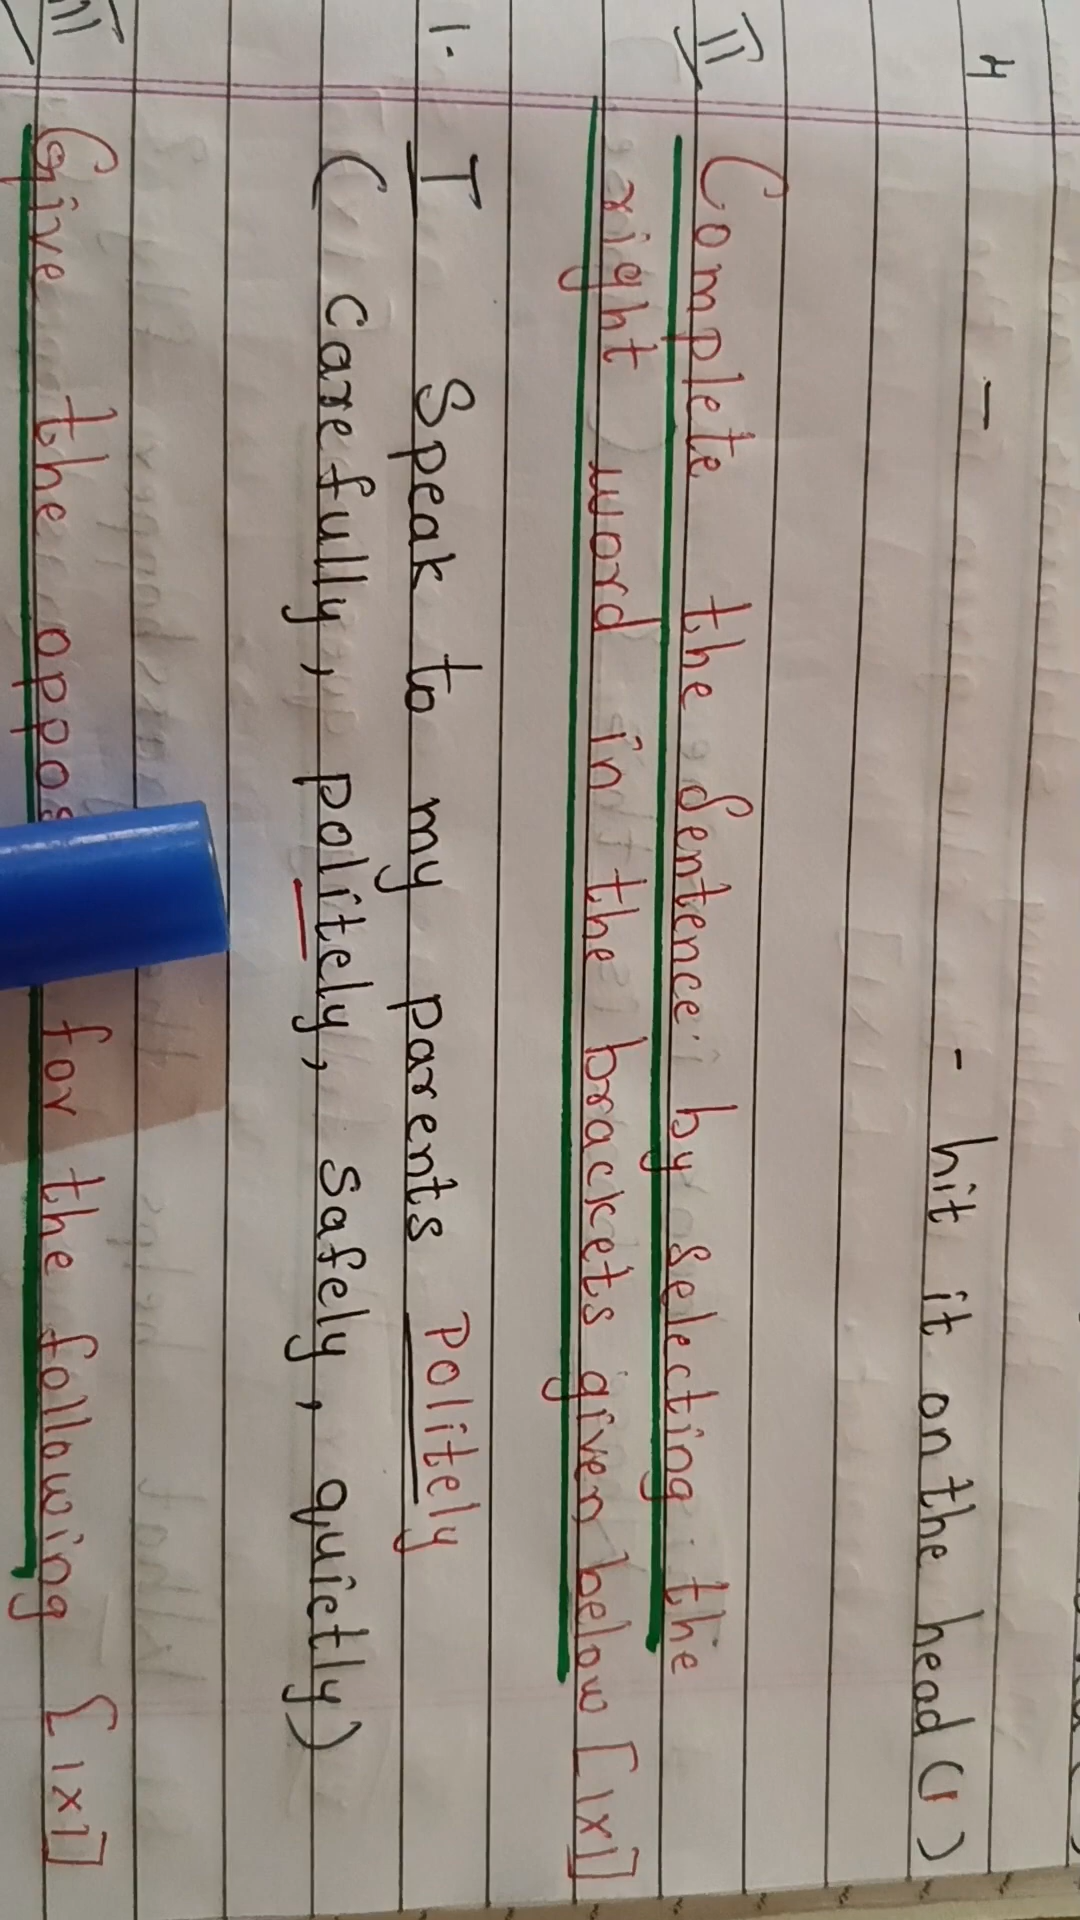 4 - - hit it on the head (1)
II Complete the Sentence by Selecting the
right word in the brackets given below [1x1]
1. I Speak to my parents politely
( Carefully, politely, Safely, quietly)
III Give the for the following [1x1]